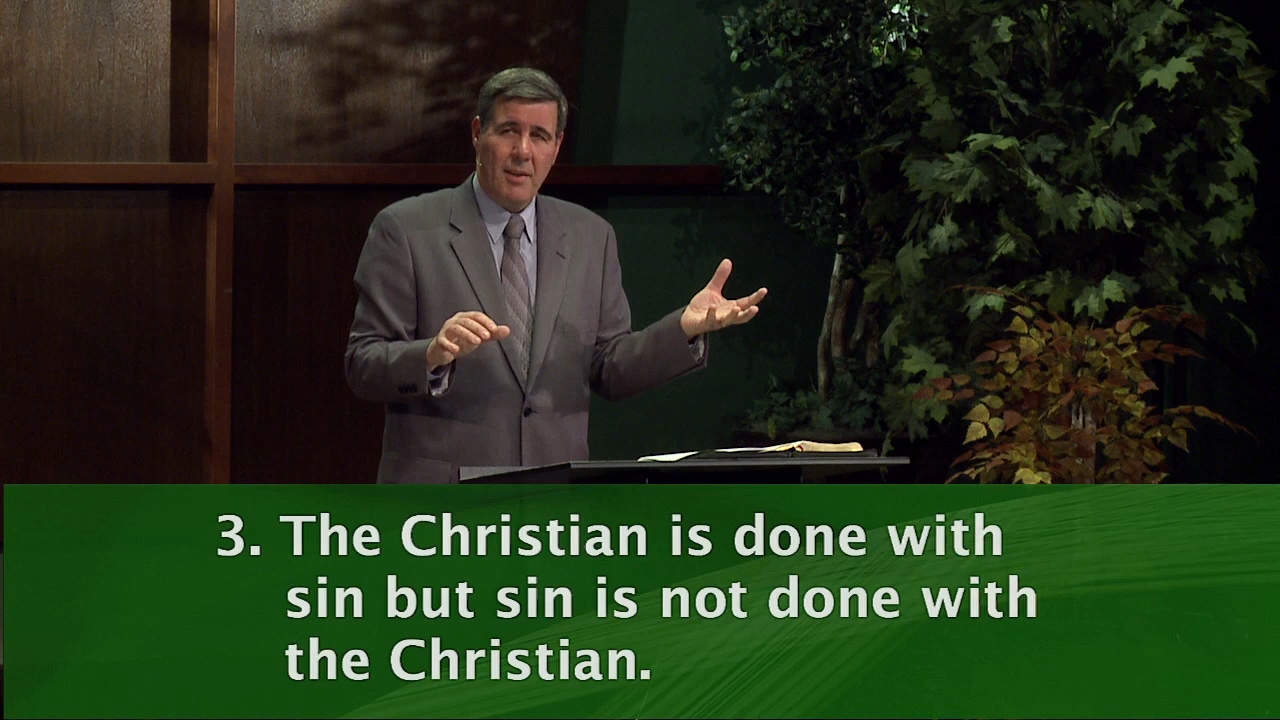 3. The Christian is done with
sin but sin is not done with
the Christian.